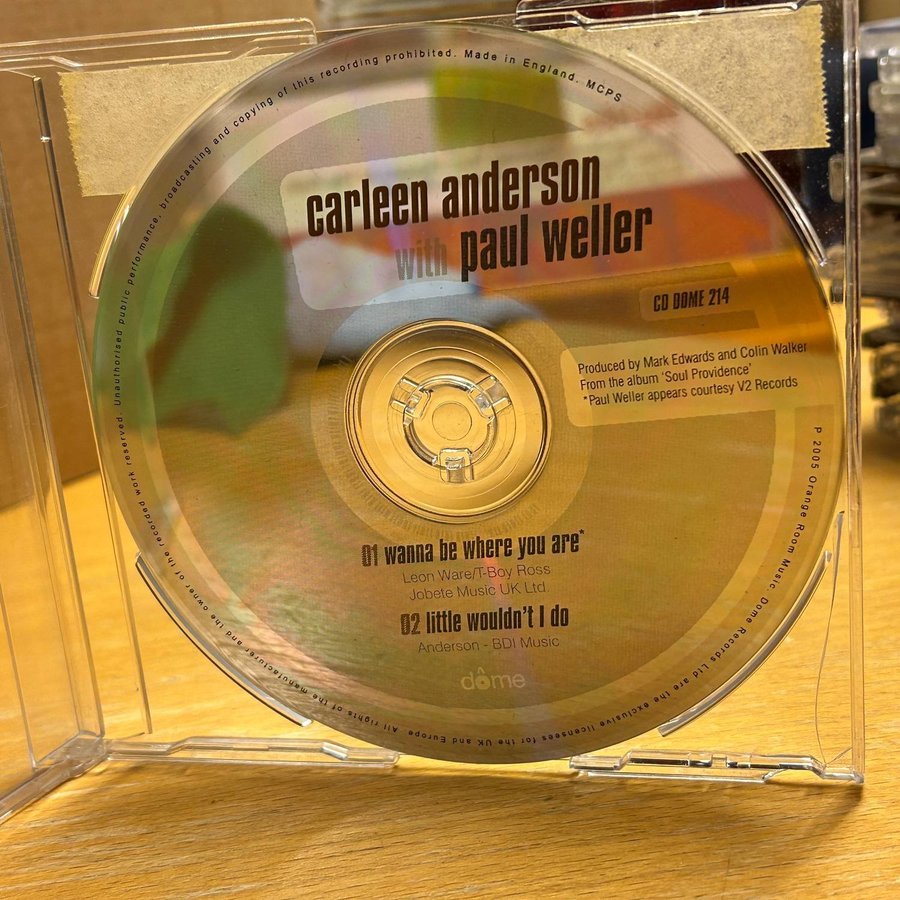 carleen anderson
with paul weller
CD DOME 214
Produced by Mark Edwards and Colin Walker
From the album 'Soul Providence'
*Paul Weller appears courtesy V2 Records
01 wanna be where you are*
Leon Ware/T-Boy Ross
Jobete Music UK Ltd.
02 little wouldn't I do
Anderson - BDI Music
dôme
P 2005 Orange Room Music. Dome Records Ltd are the exclusive licensees for the UK and Europe. All rights of the manufacturer and the owner of the recorded work reserved. Unauthorised public performance, broadcasting and copying of this recording prohibited. Made in England. MCPS